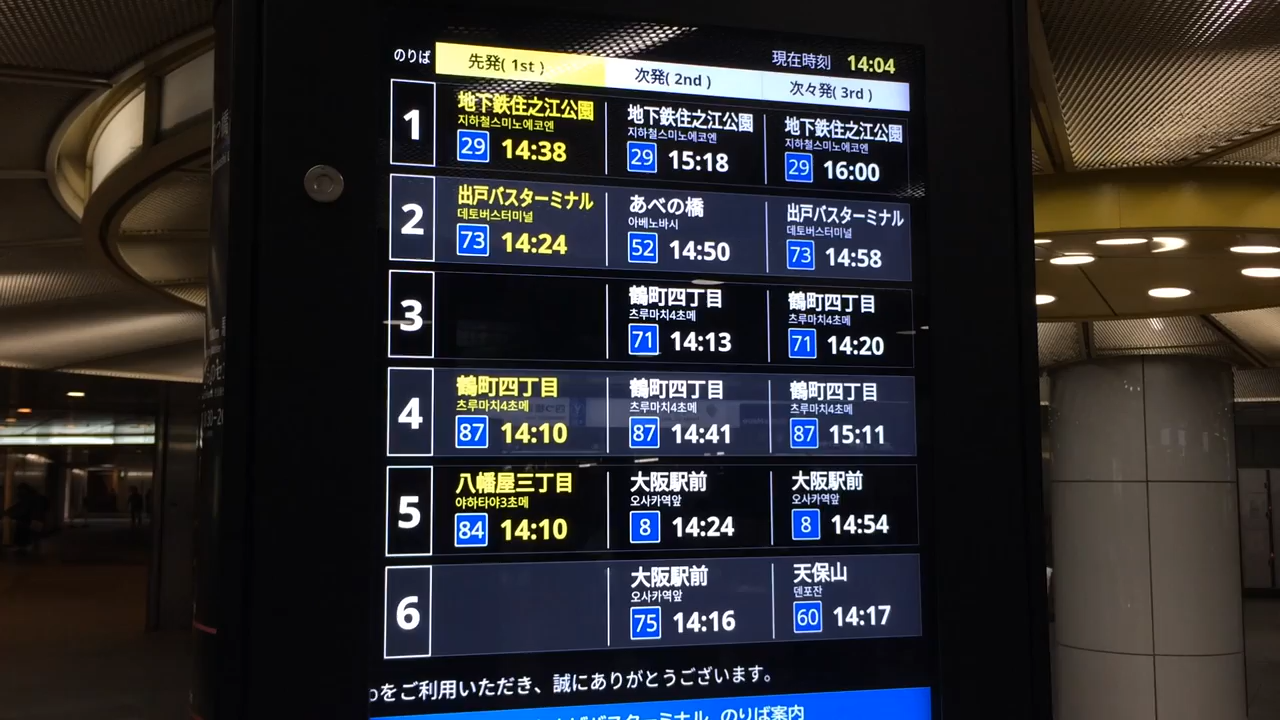 のりば 先発( 1st ) 次発( 2nd ) 次々発( 3rd ) 現在時刻 14:04
1
地下鉄住之江公園 地下鉄住之江公園 地下鉄住之江公園
지하철스미노에코엔 지하철스미노에코엔 지하철스미노에코엔
29 14:38 29 15:18 29 16:00
2
出戸バスターミナル あべの橋 出戸バスターミナル
데토버스터미널 아베노바시 데토버스터미널
73 14:24 52 14:50 73 14:58
3
鶴町四丁目 鶴町四丁目
츠루마치4초메 츠루마치4초메
71 14:13 71 14:20
4
鶴町四丁目 鶴町四丁目 鶴町四丁目
츠루마치4초메 츠루마치4초메 츠루마치4초메
87 14:10 87 14:41 87 15:11
5
八幡屋三丁目 大阪駅前 大阪駅前
야하타야3초메 오사카역앞 오사카역앞
84 14:10 8 14:24 8 14:54
6
大阪駅前 天保山
오사카역앞 덴포잔
75 14:16 60 14:17
をご利用いただき、誠にありがとうございます。
バスターミナル のりば案内